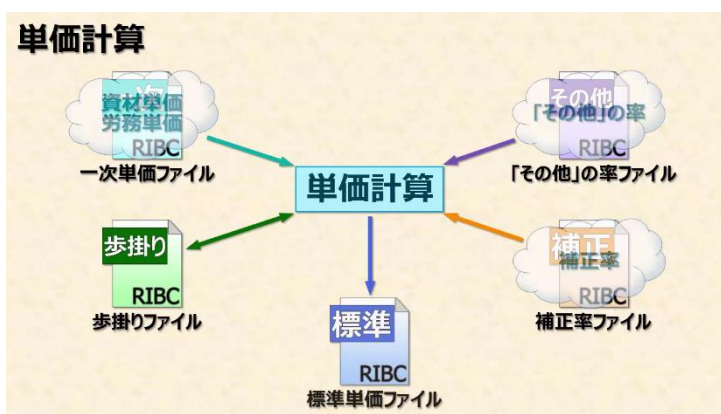 単価計算
一次
資材単価
労務単価
RIBC
一次単価ファイル
その他
「その他」の率
RIBC
「その他」の率ファイル
単価計算
歩掛り
RIBC
歩掛りファイル
補正
補正率
RIBC
補正率ファイル
標準
RIBC
標準単価ファイル